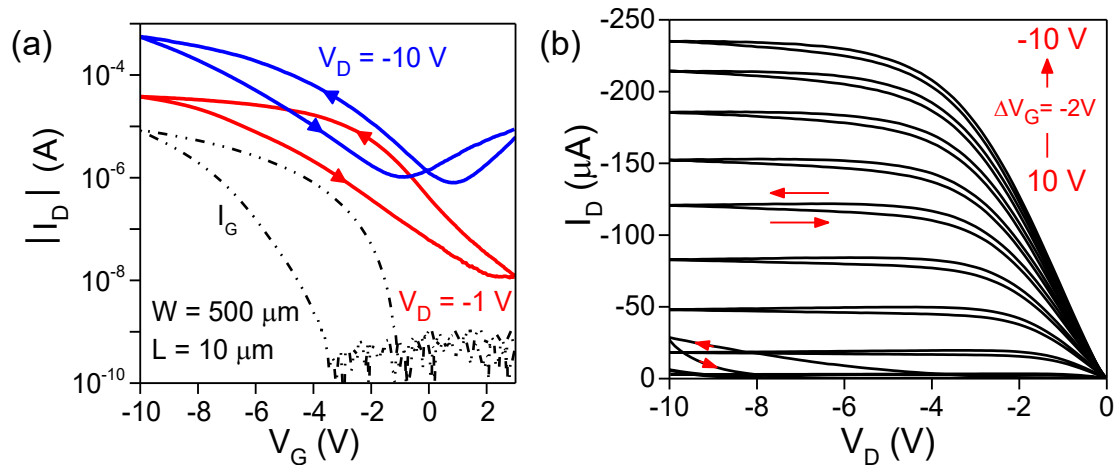 (a)
V_D = -10 V
10^-4
10^-6
10^-8
10^-10
|I_D| (A)
I_G
V_D = -1 V
W = 500 μm
L = 10 μm
-10 -8 -6 -4 -2 0 2
V_G (V)
(b)
-250
-200
-150
-100
-50
0
I_D (μA)
-10 V
ΔV_G= -2V
10 V
-10 -8 -6 -4 -2 0
V_D (V)